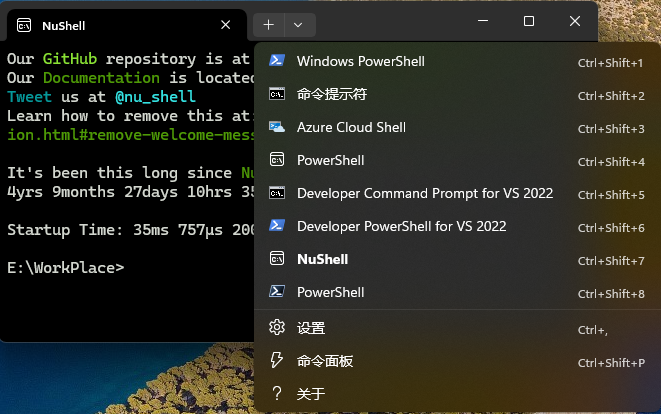 NuShell
Our GitHub repository is at
Our Documentation is located
Tweet us at @nu_shell
Learn how to remove this at:
ion.html#remove-welcome-mess
It's been this long since Nu
4yrs 9months 27days 10hrs 35
Startup Time: 35ms 757µs 200
E:\WorkPlace>
Windows PowerShell Ctrl+Shift+1
命令提示符 Ctrl+Shift+2
Azure Cloud Shell Ctrl+Shift+3
PowerShell Ctrl+Shift+4
Developer Command Prompt for VS 2022 Ctrl+Shift+5
Developer PowerShell for VS 2022 Ctrl+Shift+6
NuShell Ctrl+Shift+7
PowerShell Ctrl+Shift+8
设置 Ctrl+,
命令面板 Ctrl+Shift+P
关于